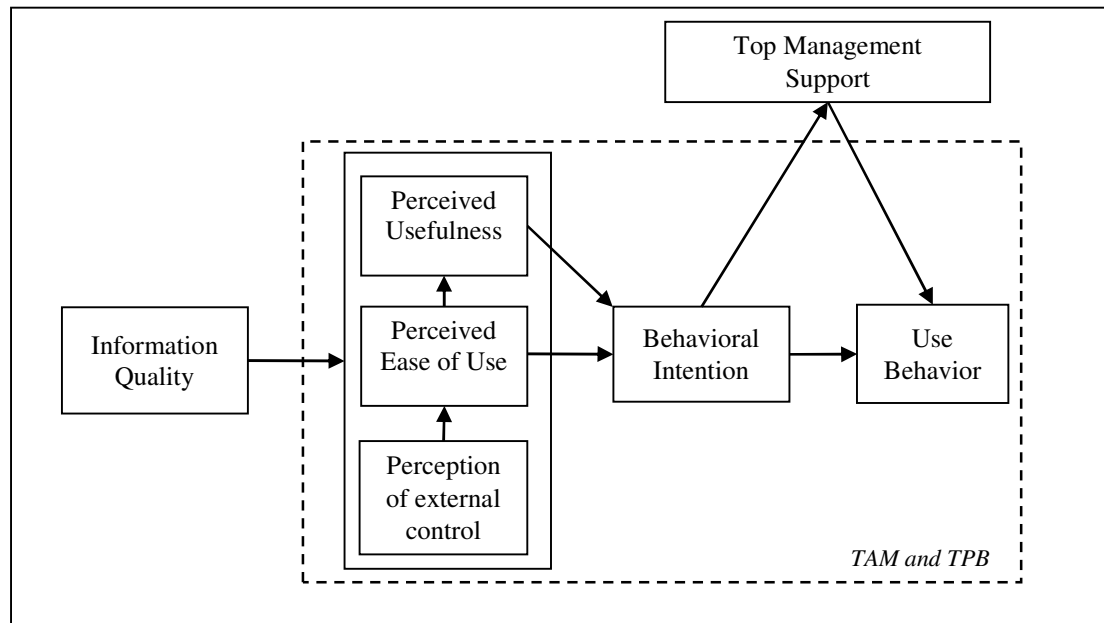 Top Management
Support
Perceived
Usefulness
Information
Quality
Perceived
Ease of Use
Behavioral
Intention
Use
Behavior
Perception
of external
control
TAM and TPB